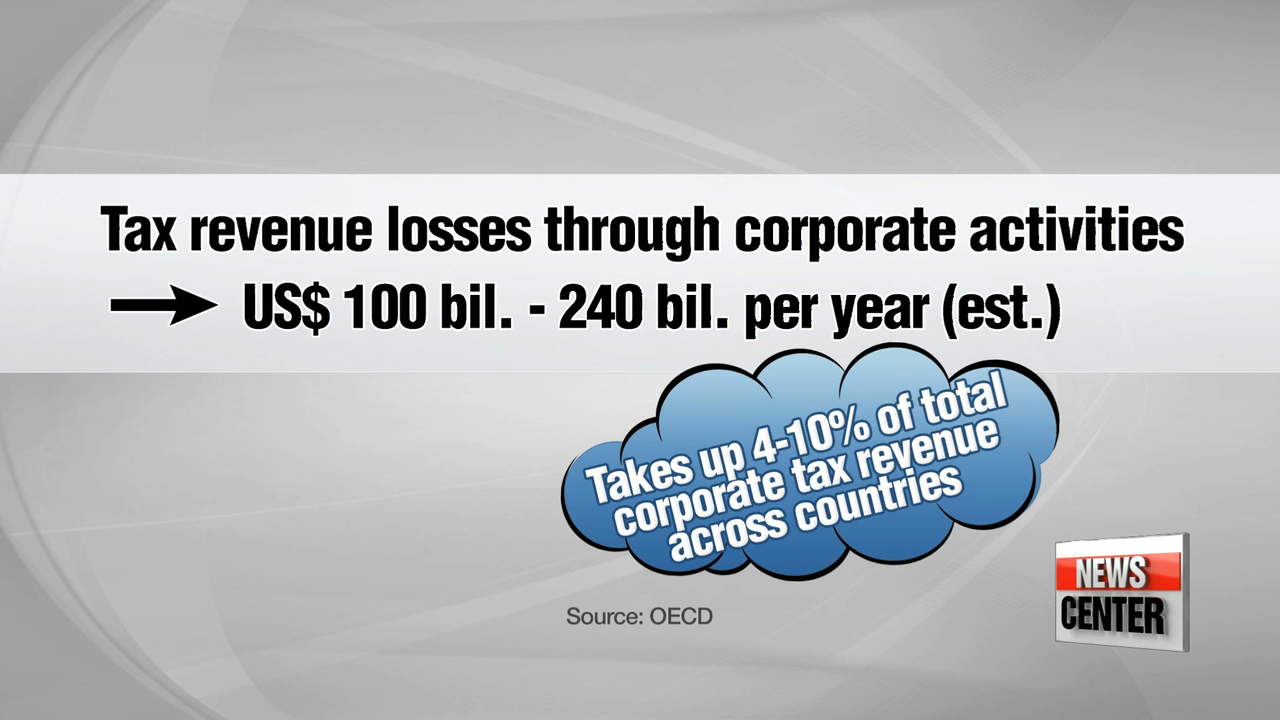 Tax revenue losses through corporate activities
US$ 100 bil. - 240 bil. per year (est.)
Takes up 4-10% of total
corporate tax revenue
across countries
Source: OECD
NEWS
CENTER